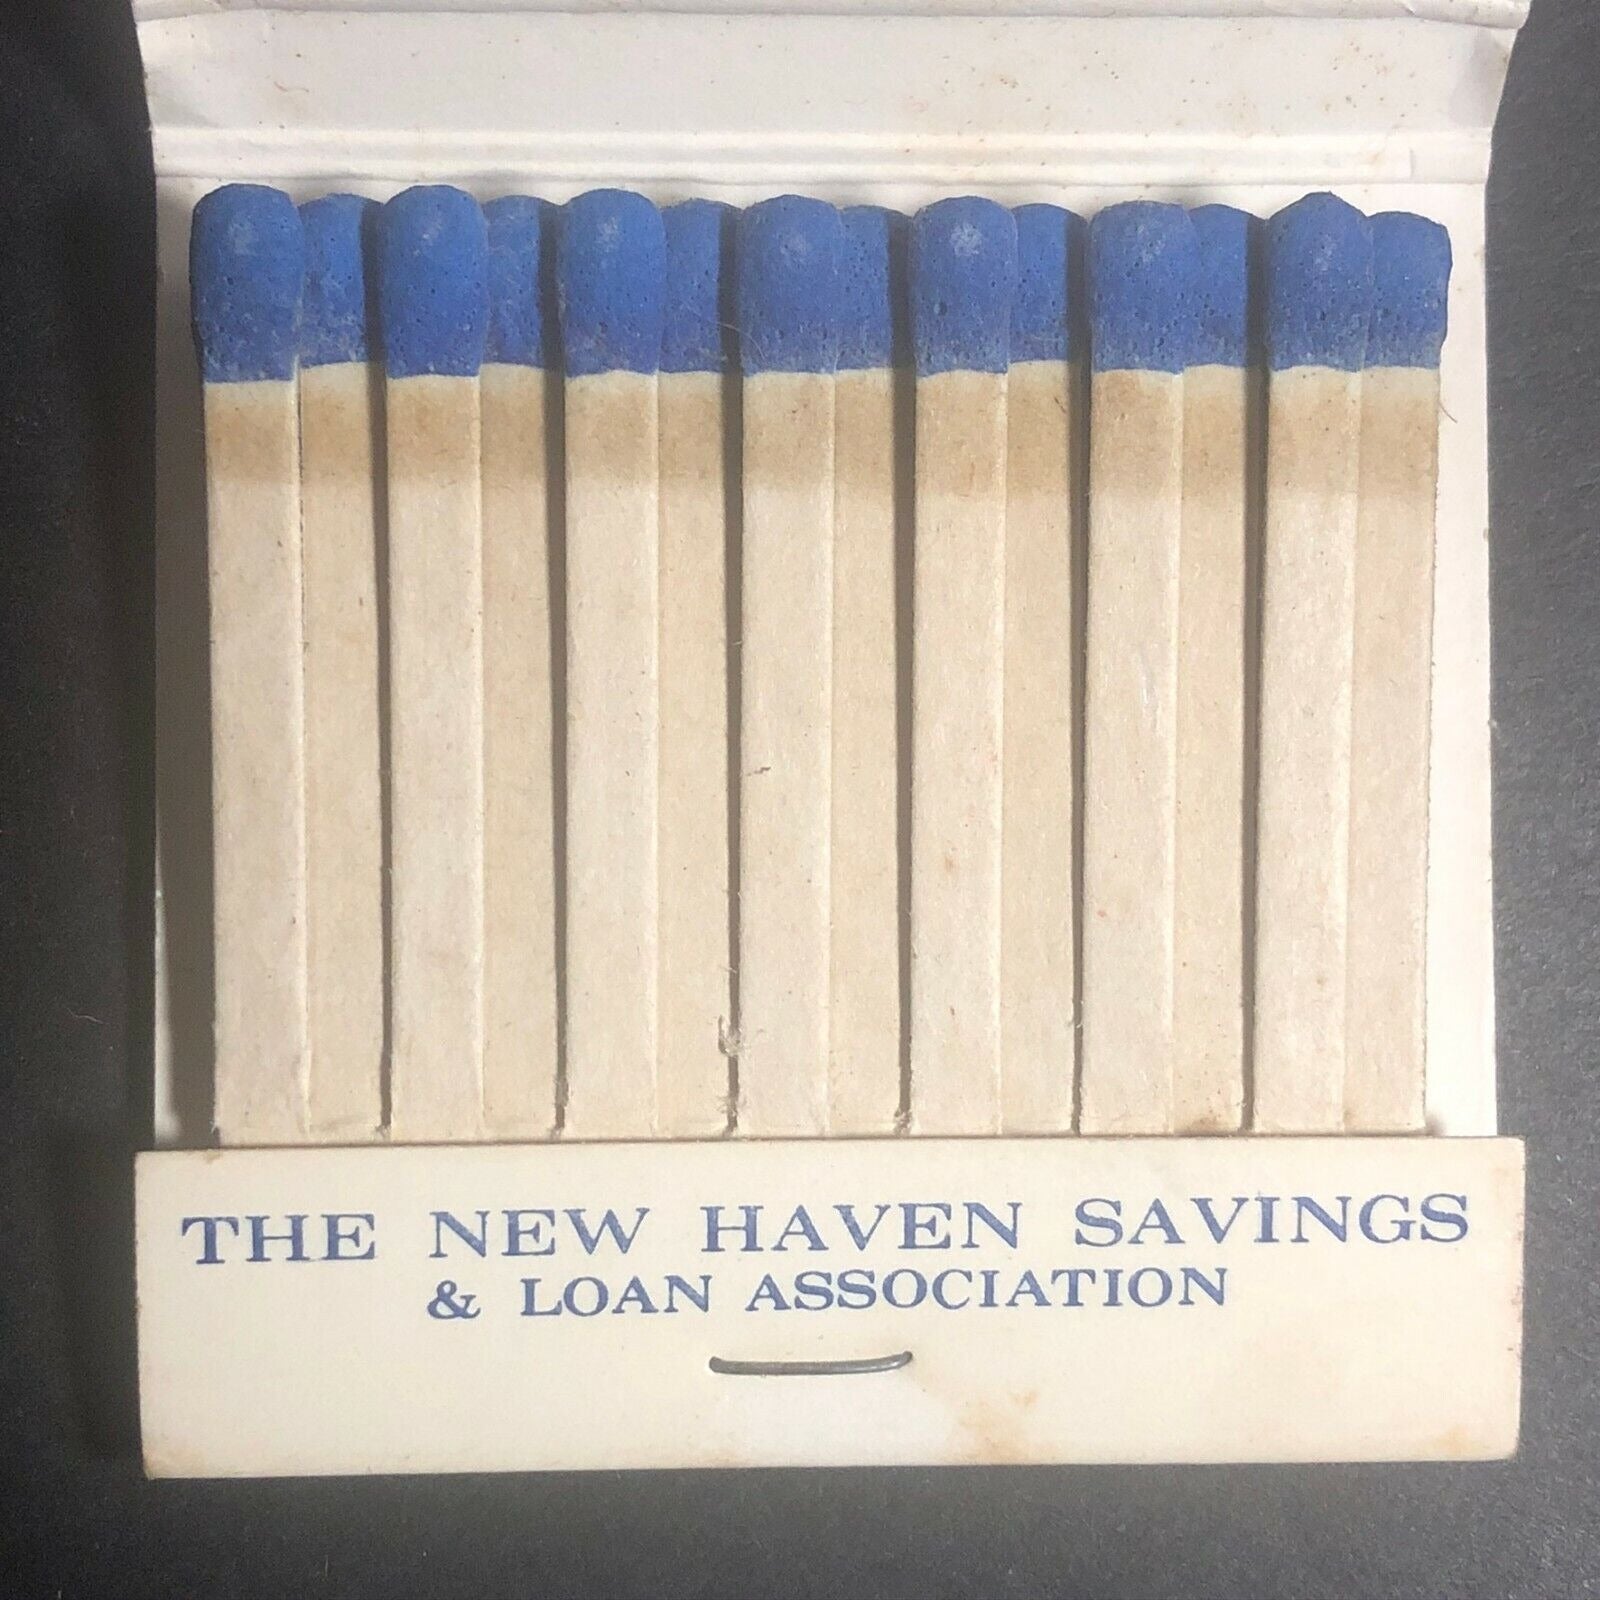 THE NEW HAVEN SAVINGS
& LOAN ASSOCIATION